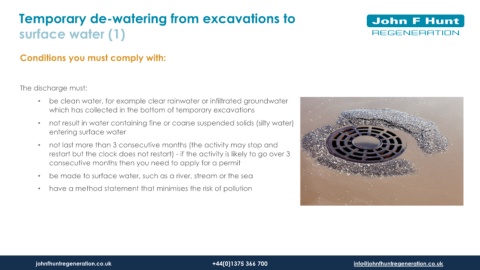 Temporary de-watering from excavations to
surface water (1)
John F Hunt
REGENERATION
Conditions you must comply with:
The discharge must:
• be clean water, for example clear rainwater or infiltrated groundwater
which has collected in the bottom of temporary excavations
• not result in water containing fine or coarse suspended solids (silty water)
entering surface water
• not last more than 3 consecutive months (the activity may stop and
restart but the clock does not restart) - if the activity is likely to go over 3
consecutive months then you need to apply for a permit
• be made to surface water, such as a river, stream or the sea
• have a method statement that minimises the risk of pollution
johnfhuntregeneration.co.uk +44(0)1375 366 700 info@johnfhuntregeneration.co.uk